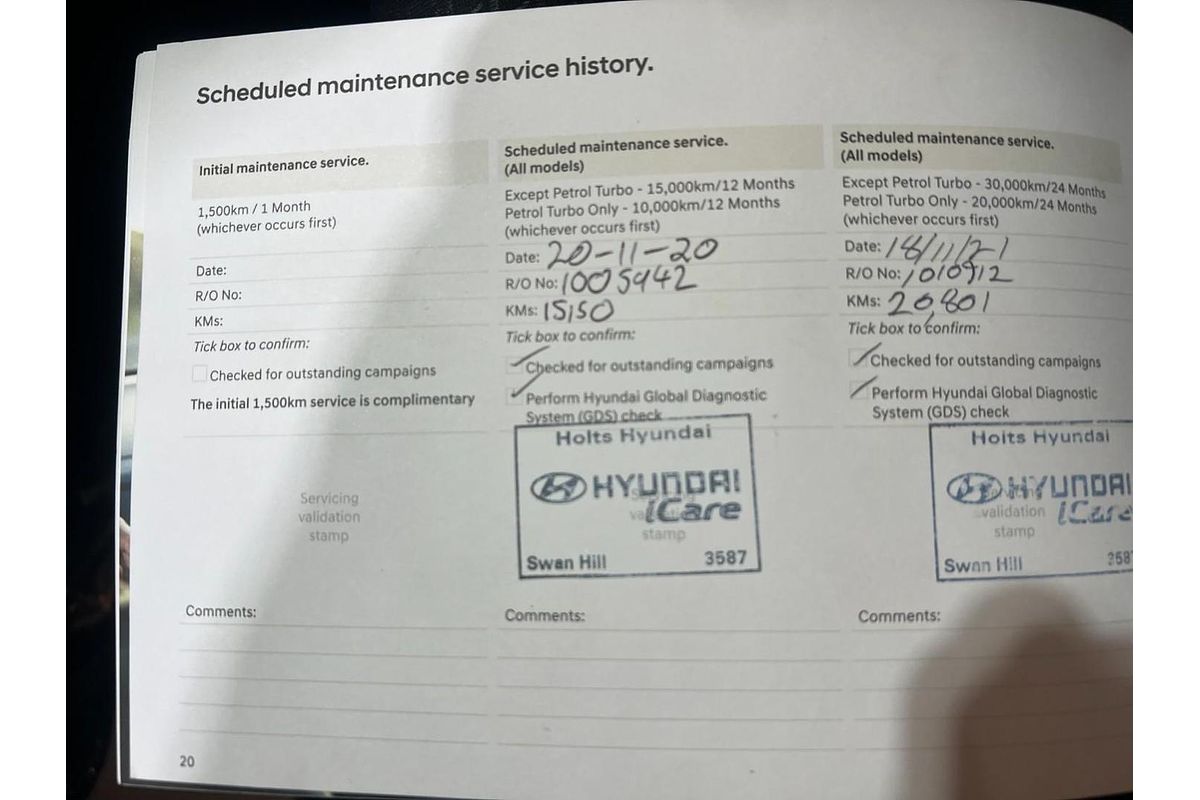 Scheduled maintenance service history.
Initial maintenance service.
1,500km / 1 Month
(whichever occurs first)
Date:
R/O No:
KMs:
Tick box to confirm:
Checked for outstanding campaigns
The initial 1,500km service is complimentary
Servicing
validation
stamp
Comments:
Scheduled maintenance service.
(All models)
Except Petrol Turbo - 15,000km/12 Months
Petrol Turbo Only - 10,000km/12 Months
(whichever occurs first)
Date: 20-11-20
R/O No: 1005942
KMs: 15150
Tick box to confirm:
Checked for outstanding campaigns
Perform Hyundai Global Diagnostic
System (GDS) check
Holts Hyundai
HYUNDAI
iCare
stamp
Swan Hill 3587
Comments:
Scheduled maintenance service.
(All models)
Except Petrol Turbo - 30,000km/24 Months
Petrol Turbo Only - 20,000km/24 Months
(whichever occurs first)
Date: 18/11/21
R/O No: 1010912
KMs: 20,801
Tick box to confirm:
Checked for outstanding campaigns
Perform Hyundai Global Diagnostic
System (GDS) check
Holts Hyundai
HYUNDAI
validation iCare
stamp
Swan Hill 358
Comments:
20